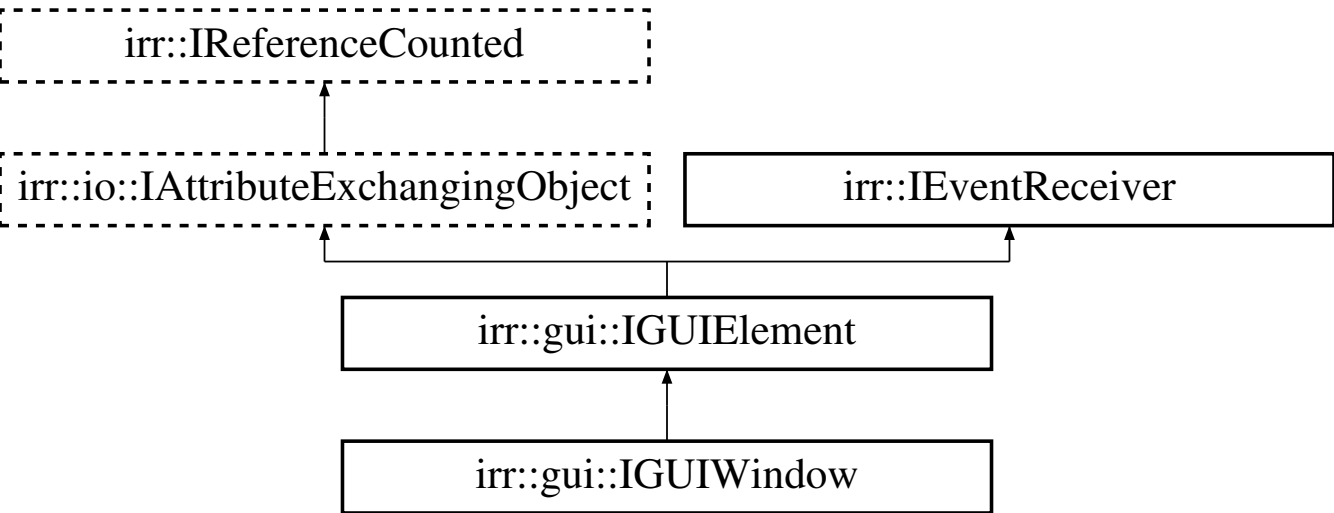 irr::IReferenceCounted
irr::io::IAttributeExchangingObject
irr::IEventReceiver
irr::gui::IGUIElement
irr::gui::IGUIWindow